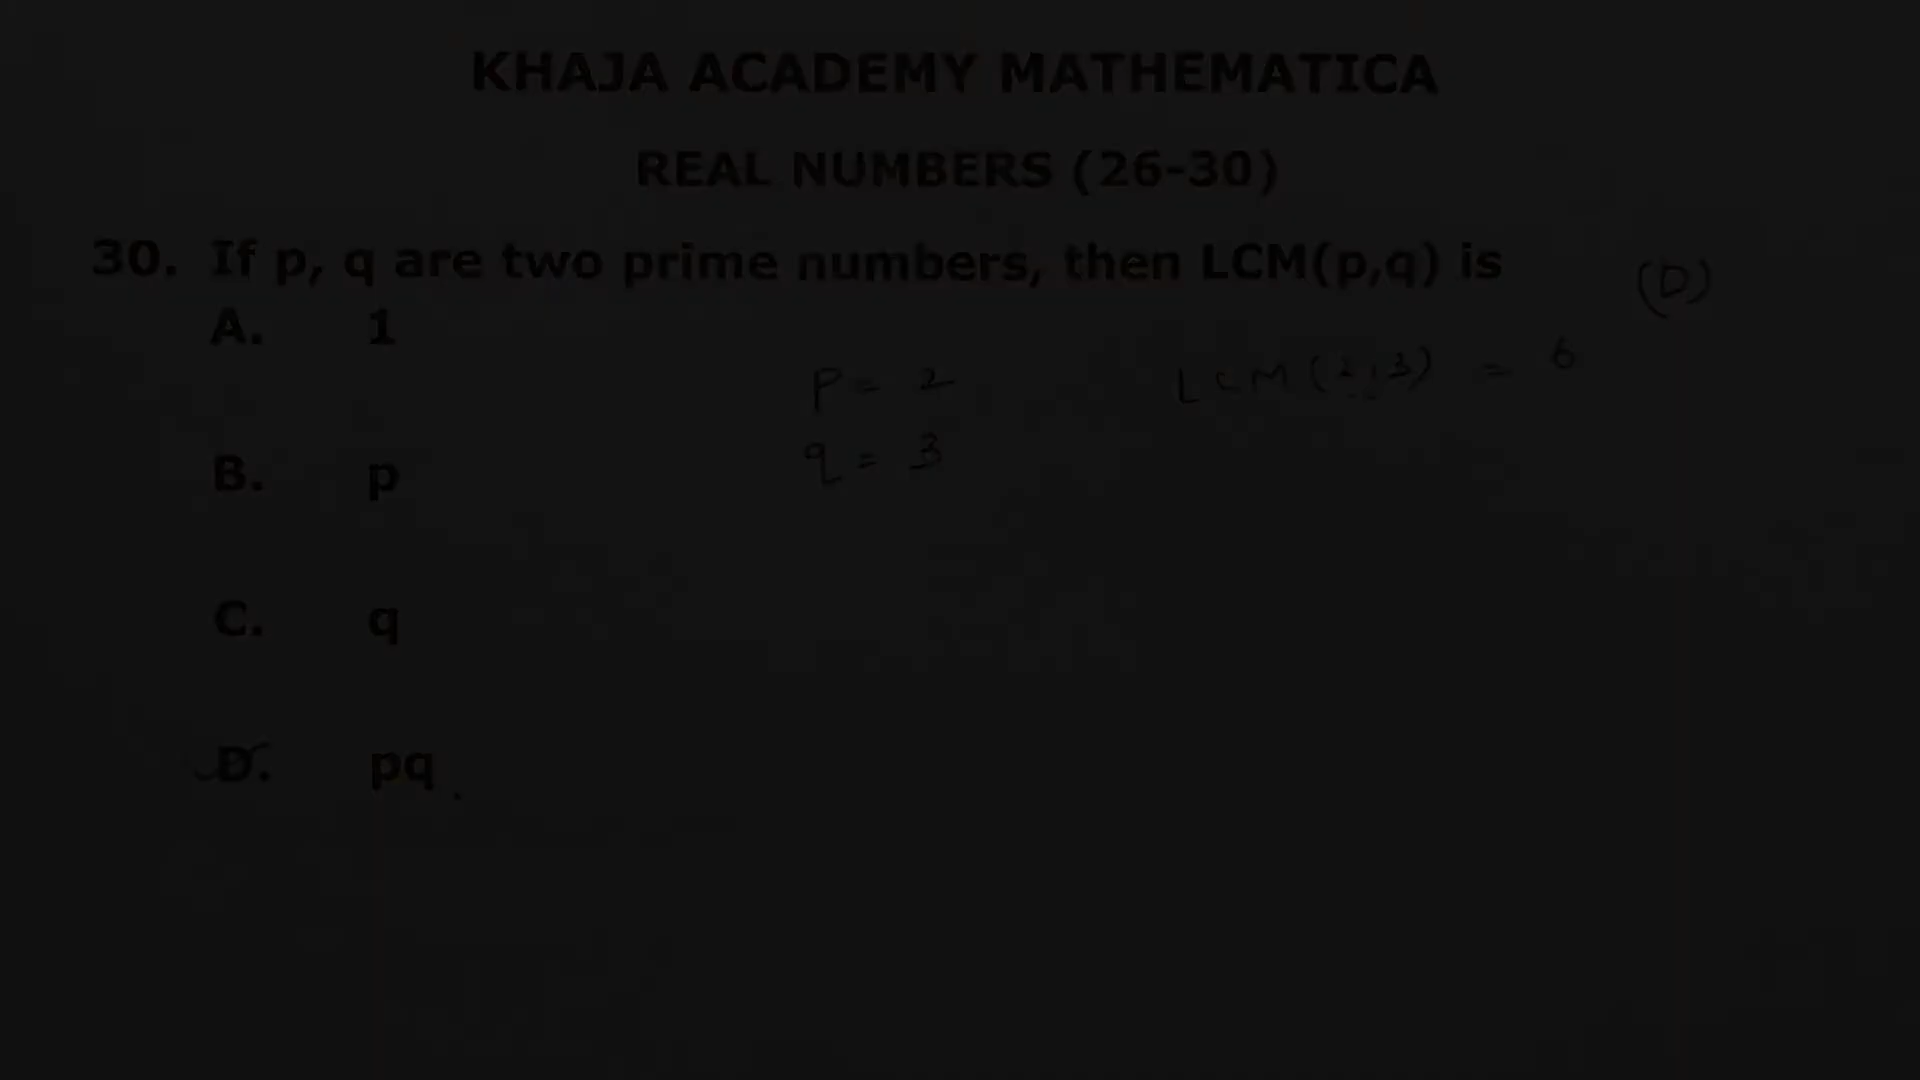 KHAJA ACADEMY MATHEMATICA
REAL NUMBERS (26-30)
30. If p, q are two prime numbers, then LCM(p,q) is (D)
A. 1
P = 2 LCM (2,3) = 6
q = 3
B. p
C. q
D. pq